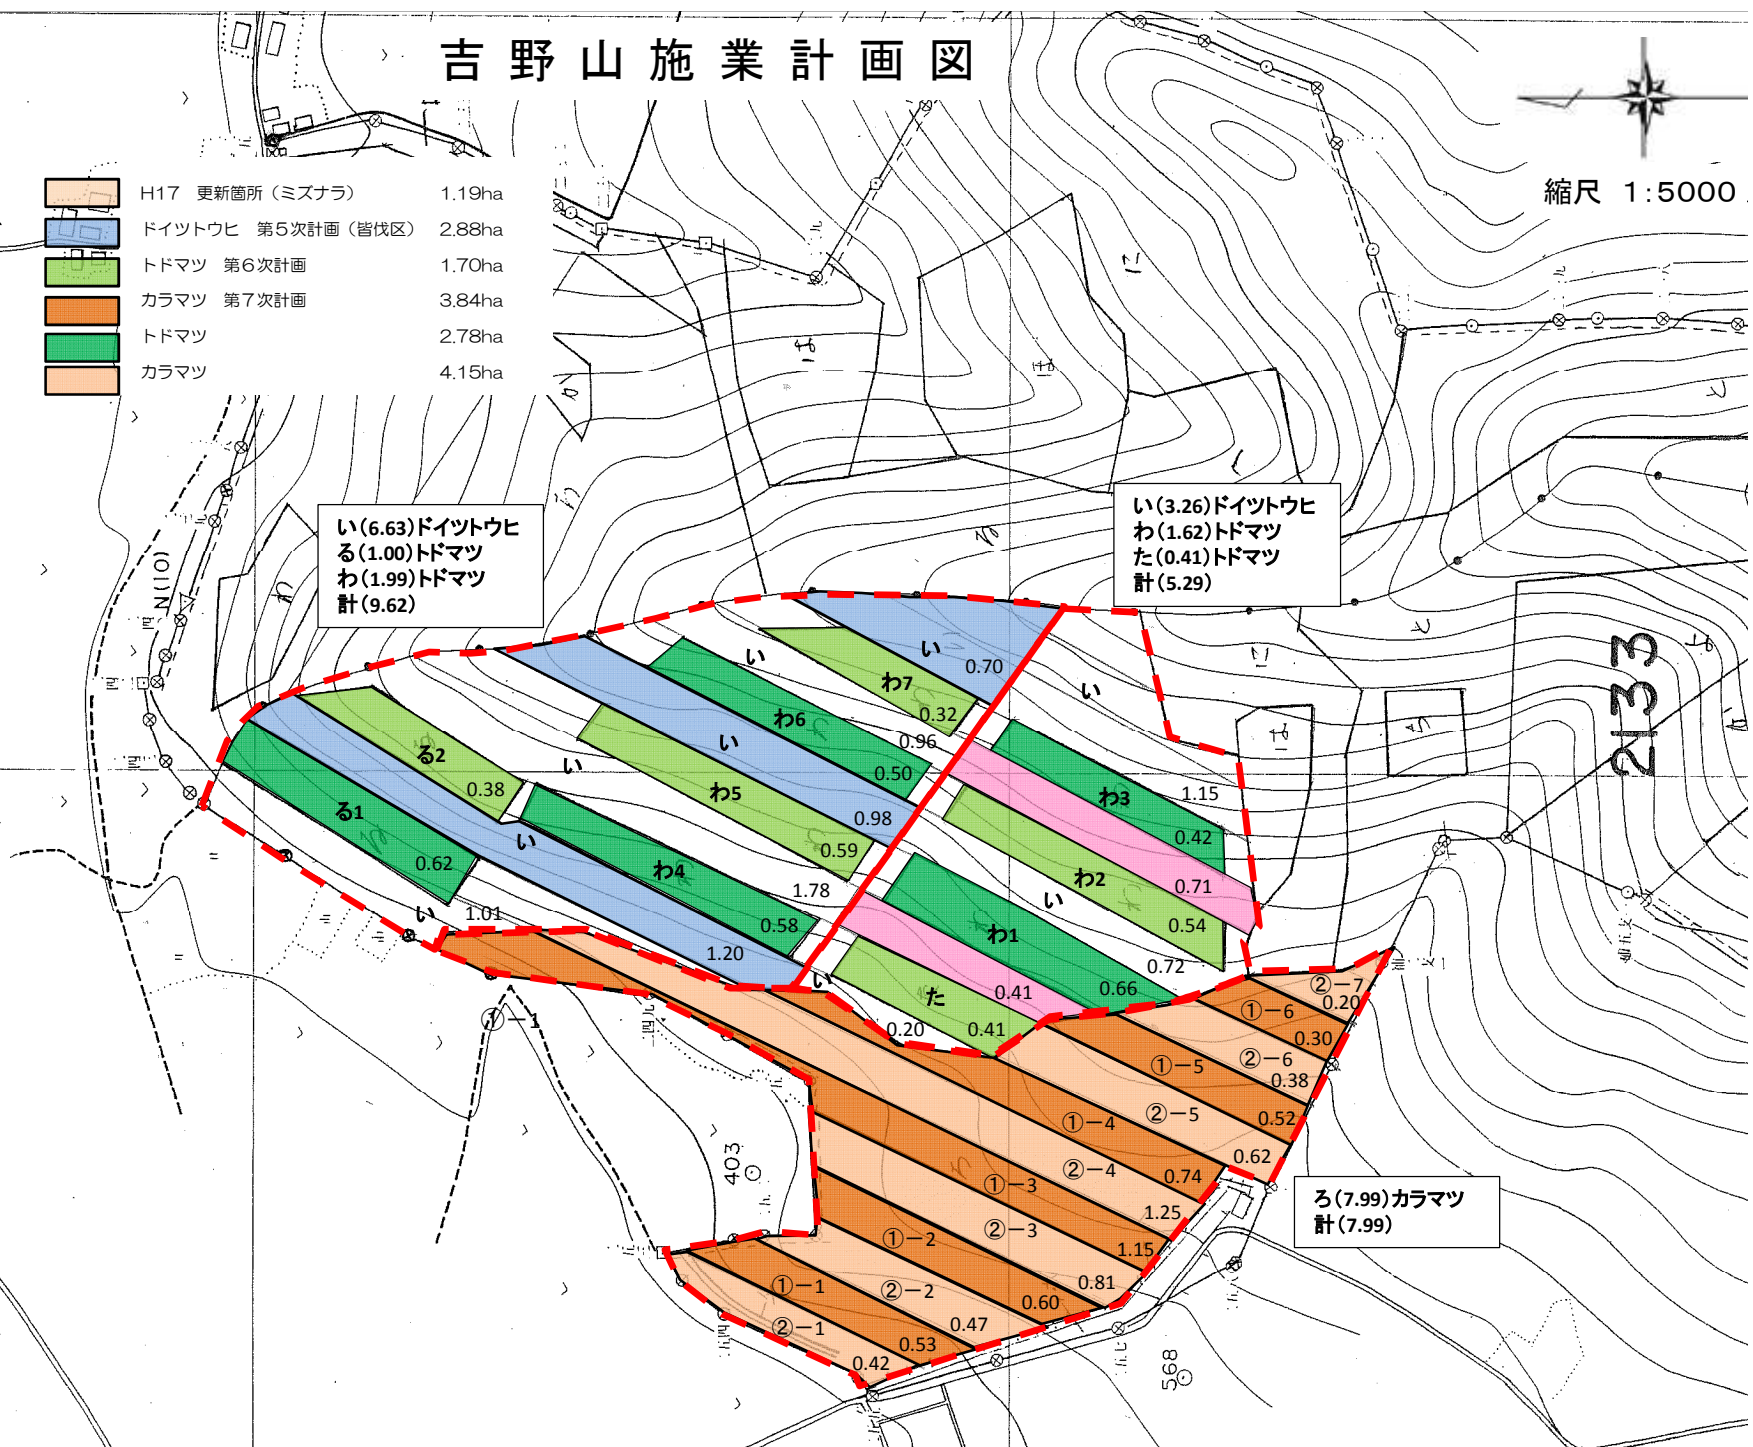 吉野山施業計画図
縮尺 1:5000
H17 更新箇所（ミズナラ） 1.19ha
ドイツトウヒ 第5次計画（皆伐区） 2.88ha
トドマツ 第6次計画 1.70ha
カラマツ 第7次計画 3.84ha
トドマツ 2.78ha
カラマツ 4.15ha
い(6.63)ドイツトウヒ
る(1.00)トドマツ
わ(1.99)トドマツ
計(9.62)
い(3.26)ドイツトウヒ
わ(1.62)トドマツ
た(0.41)トドマツ
計(5.29)
N(10)
2133
い
0.70
い
い
わ7
0.32
わ6
0.96
0.50
い
い
る2
0.38
わ5
0.98
0.59
わ3
1.15
0.42
る1
0.62
い
わ4
1.78
0.58
わ2
0.71
0.54
い
い
1.01
1.20
わ1
0.72
0.66
い
た
0.41
0.20
0.41
①-1
②-7
0.20
①-6
0.30
②-6
0.38
①-5
0.52
②-5
0.62
①-4
0.74
②-4
1.25
①-3
1.15
②-3
0.81
①-2
0.60
②-2
0.47
①-1
0.53
②-1
0.42
403
568
ろ(7.99)カラマツ
計(7.99)